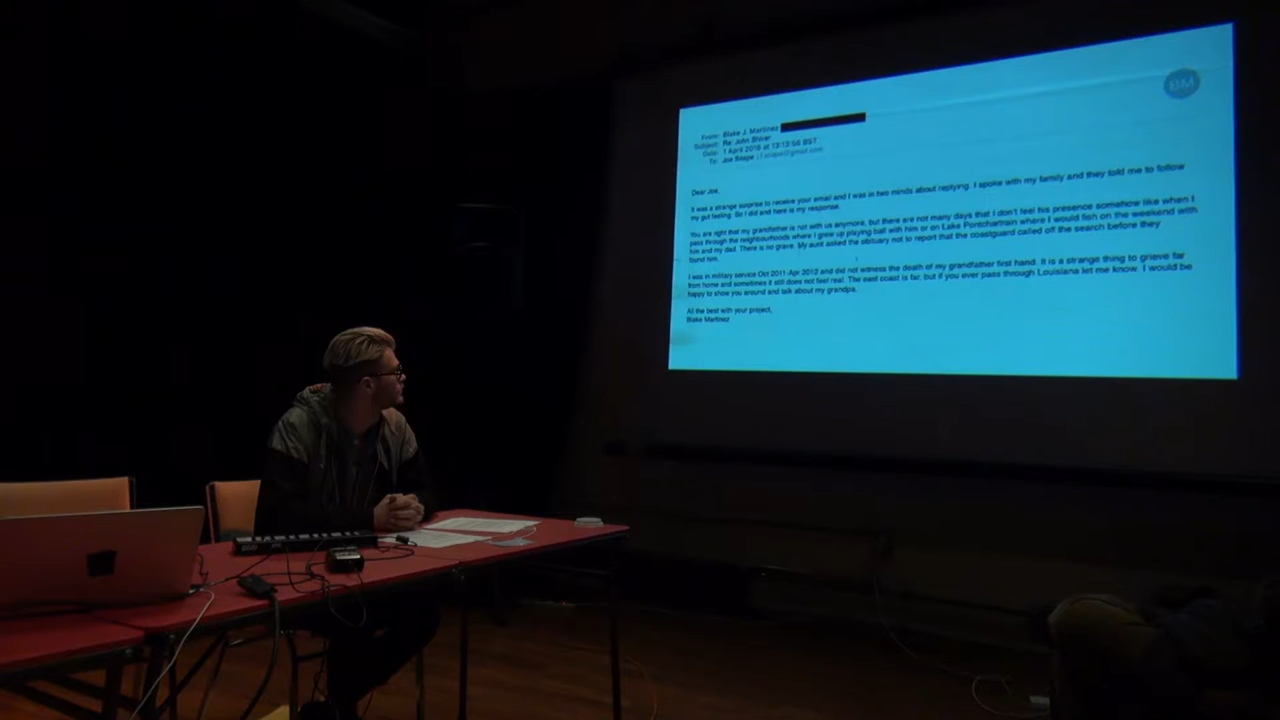 BM
From: Blake J. Martinez
Subject: Re: John Shiver
Date: 1 April 2016 at 13:13:56 BST
To: Joe Snape j.f.snape@gmail.com
Dear Joe,
It was a strange surprise to receive your email and I was in two minds about replying. I spoke with my family and they told me to follow
my gut feeling. So I did and here is my response.
You are right that my grandfather is not with us anymore, but there are not many days that I don't feel his presence somehow like when I
pass through the neighbourhoods where I grew up playing ball with him or on Lake Pontchartrain where I would fish on the weekend with
him and my dad. There is no grave. My aunt asked the obituary not to report that the coastguard called off the search before they
found him.
I was in military service Oct 2011-Apr 2012 and did not witness the death of my grandfather first hand. It is a strange thing to grieve far
from home and sometimes it still does not feel real. The east coast is far, but if you ever pass through Louisiana let me know. I would be
happy to show you around and talk about my grandpa.
All the best with your project,
Blake Martinez